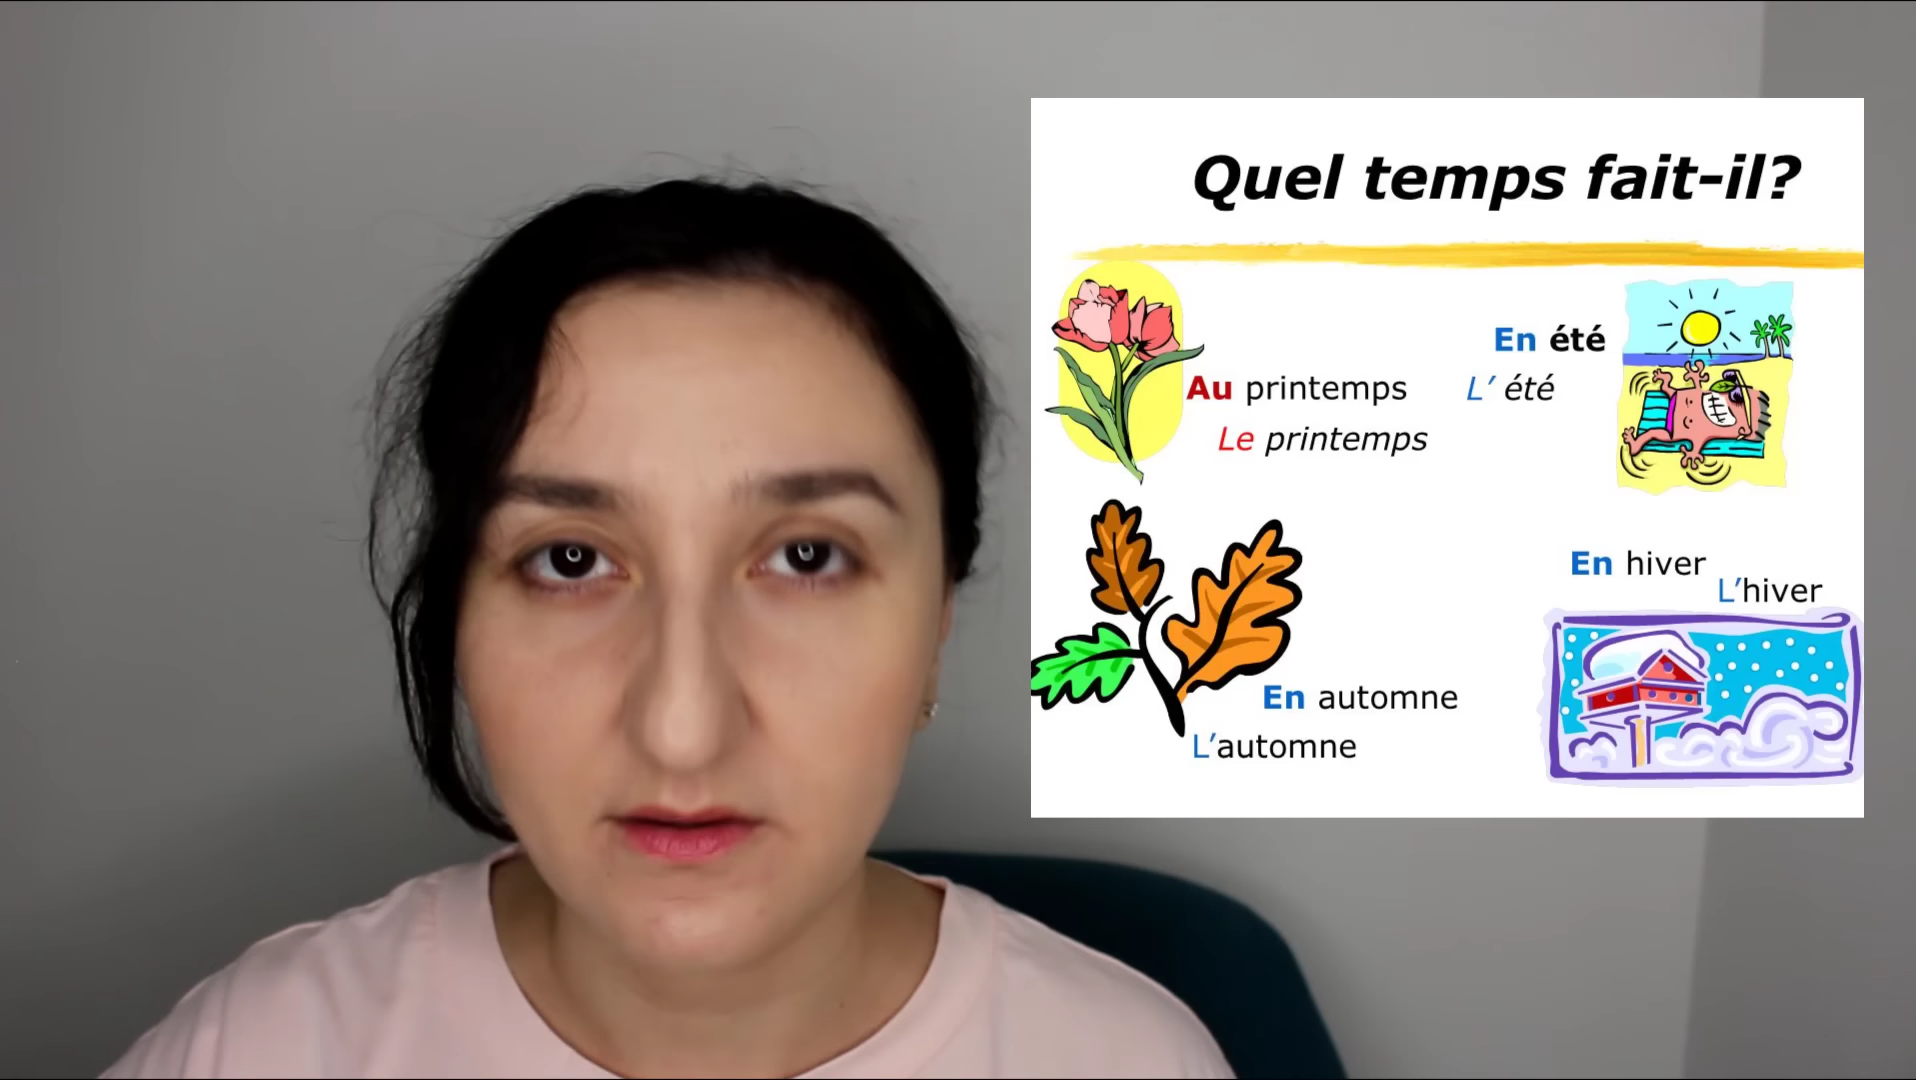 Quel temps fait-il?
Au printemps
Le printemps
En été
L' été
En automne
L'automne
En hiver
L'hiver